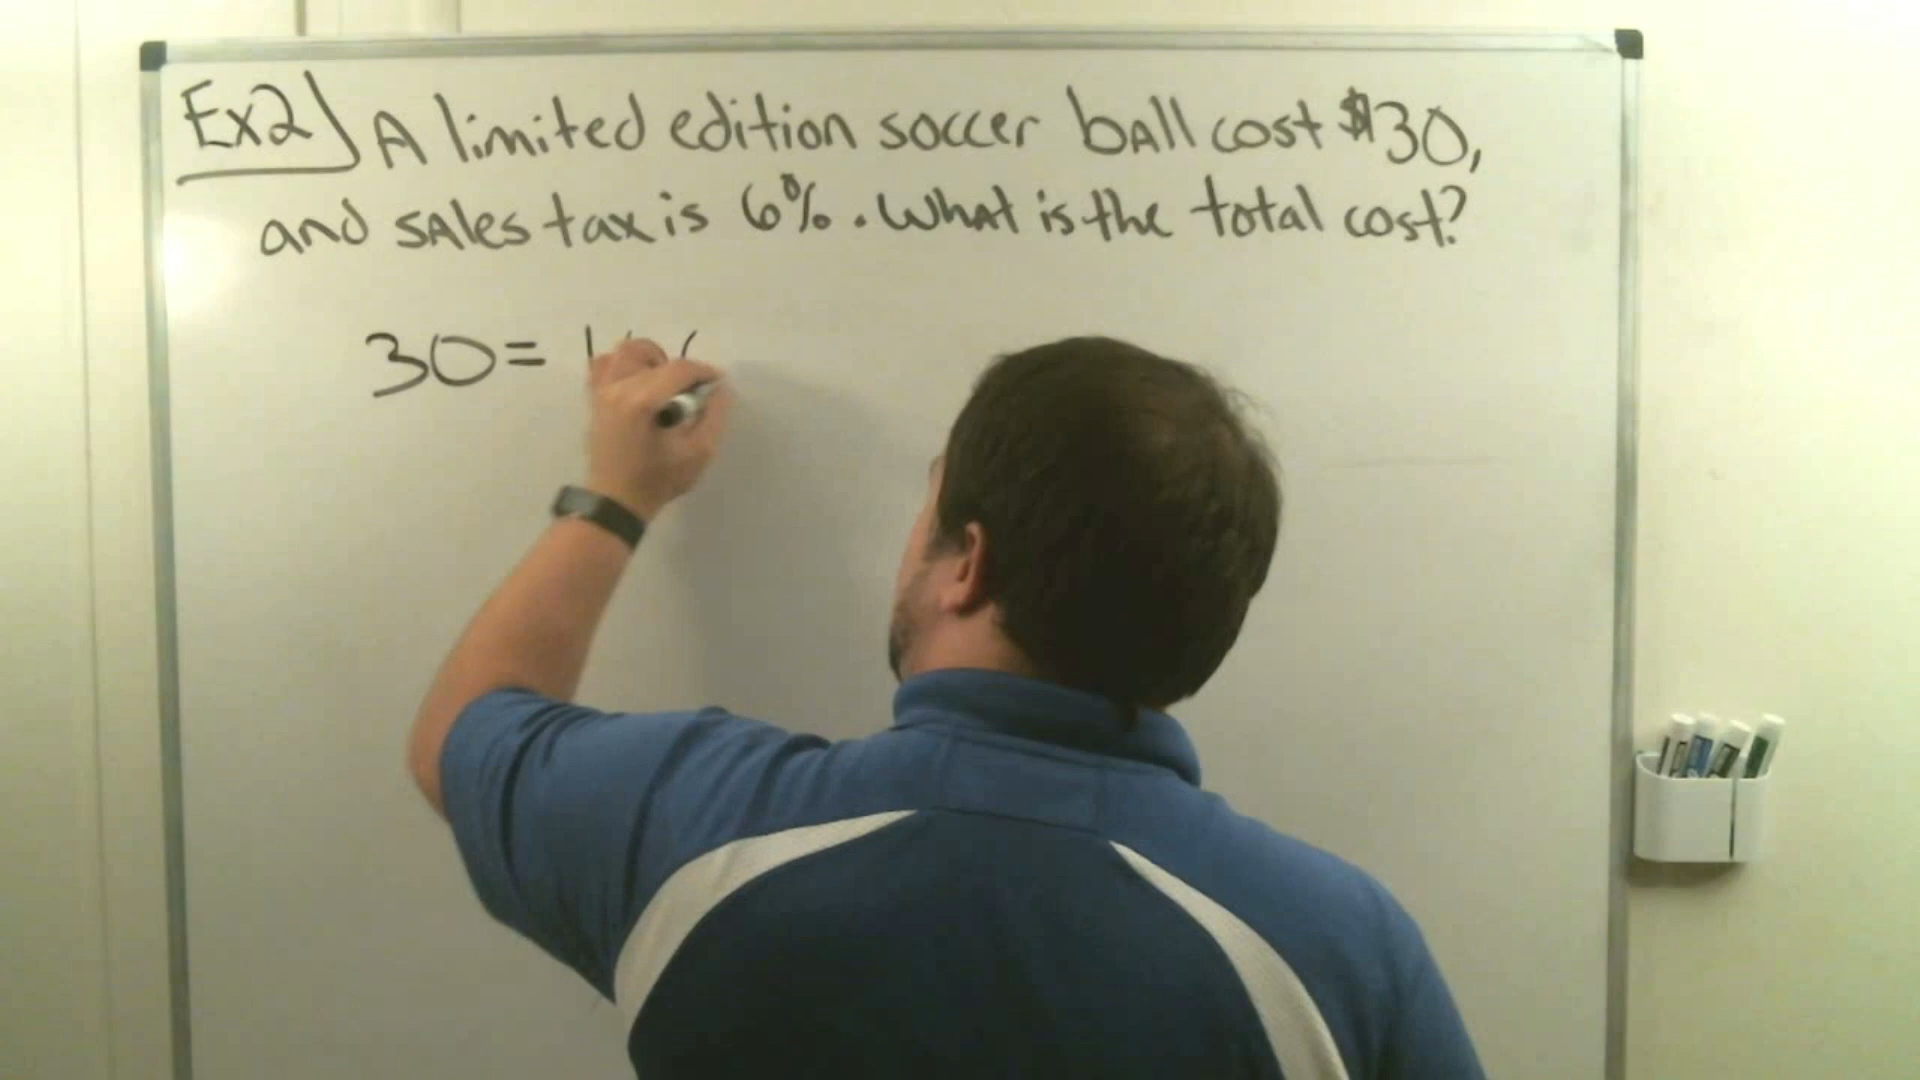 Ex2) A limited edition soccer ball cost $30,
and sales tax is 6%. What is the total cost?
30 =